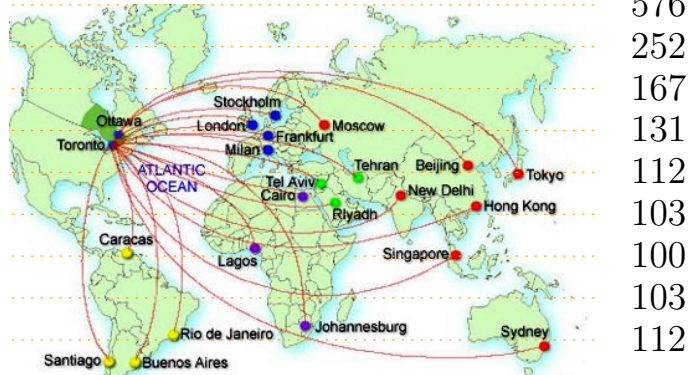 576
252
167
131
112
103
100
103
112
Stockholm
Ottawa
London
Moscow
Toronto
Frankfurt
Milan
ATLANTIC
OCEAN
Tehran
Beijing
Tokyo
Tel Aviv
Cairo
New Delhi
Riyadh
Hong Kong
Caracas
Lagos
Singapore
Rio de Janeiro
Johannesburg
Sydney
Santiago
Buenos Aires